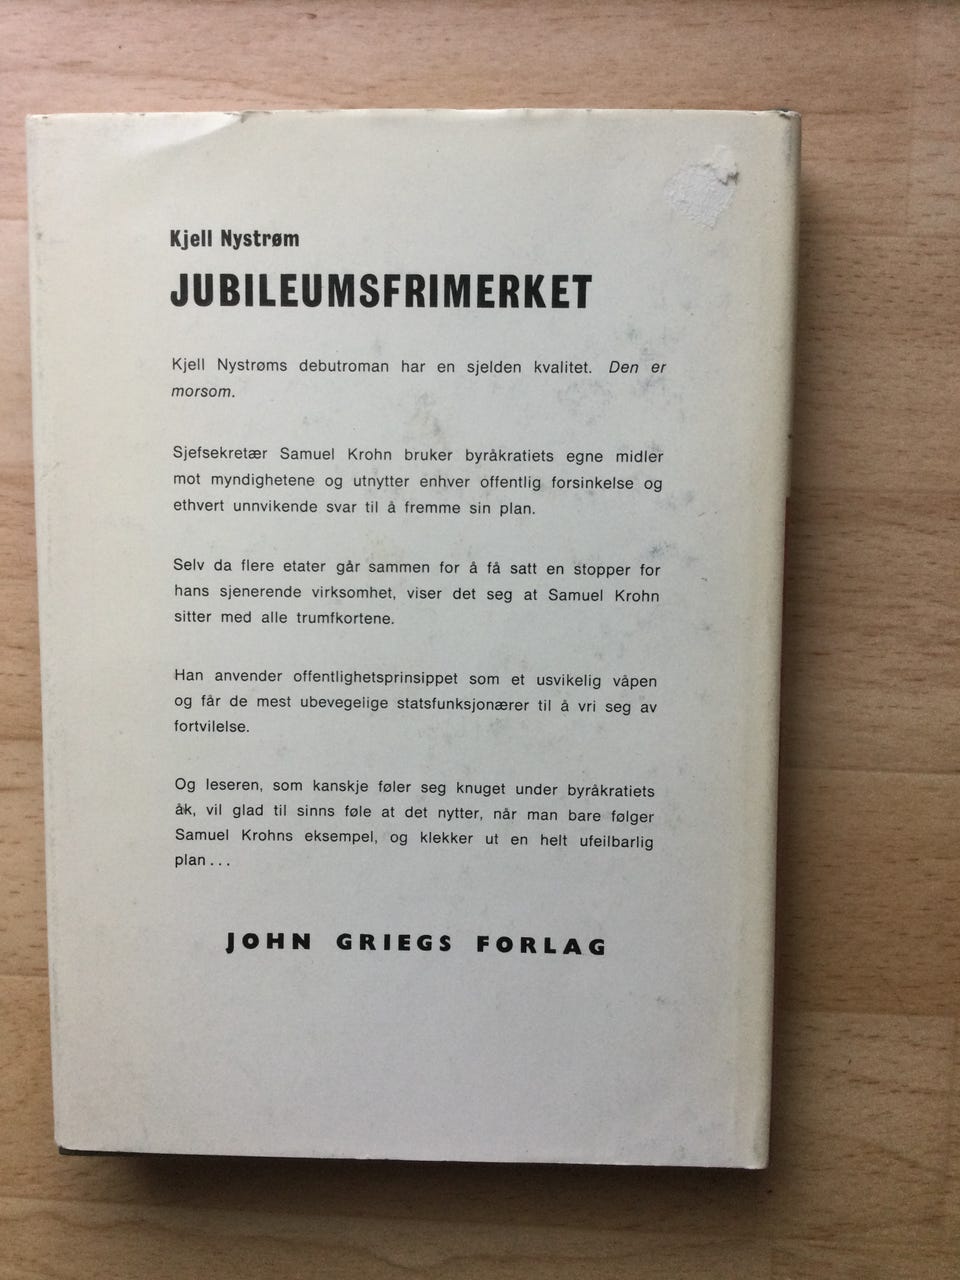 Kjell Nystrøm
JUBILEUMSFRIMERKET
Kjell Nystrøms debutroman har en sjelden kvalitet. Den er
morsom.
Sjefsekretær Samuel Krohn bruker byråkratiets egne midler
mot myndighetene og utnytter enhver offentlig forsinkelse og
ethvert unnvikende svar til å fremme sin plan.
Selv da flere etater går sammen for å få satt en stopper for
hans sjenerende virksomhet, viser det seg at Samuel Krohn
sitter med alle trumfkortene.
Han anvender offentlighetsprinsippet som et usvikelig våpen
og får de mest ubevegelige statsfunksjonærer til å vri seg av
fortvilelse.
Og leseren, som kanskje føler seg knuget under byråkratiets
åk, vil glad til sinns føle at det nytter, når man bare følger
Samuel Krohns eksempel, og klekker ut en helt ufeilbarlig
plan . . .
JOHN GRIEGS FORLAG